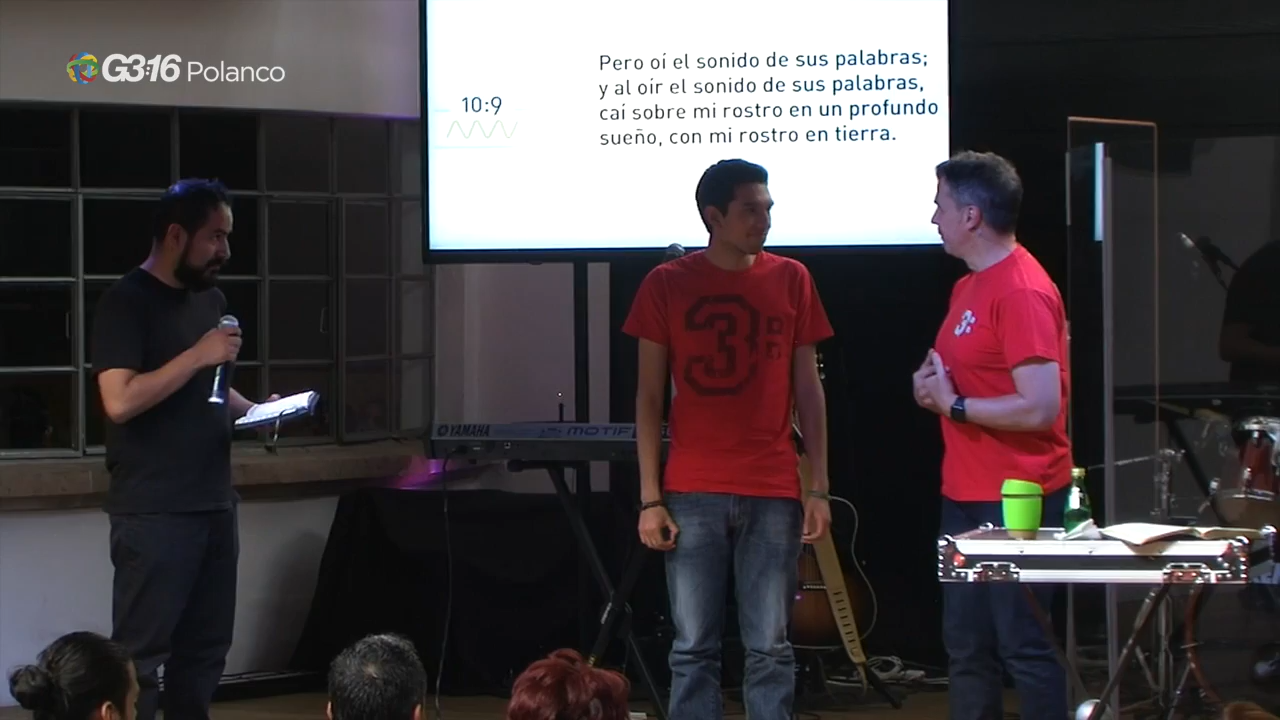 G3:16 Polanco
10:9
Pero oí el sonido de sus palabras;
y al oír el sonido de sus palabras,
caí sobre mi rostro en un profundo
sueño, con mi rostro en tierra.
3:
3:
YAMAHA
MOTIF